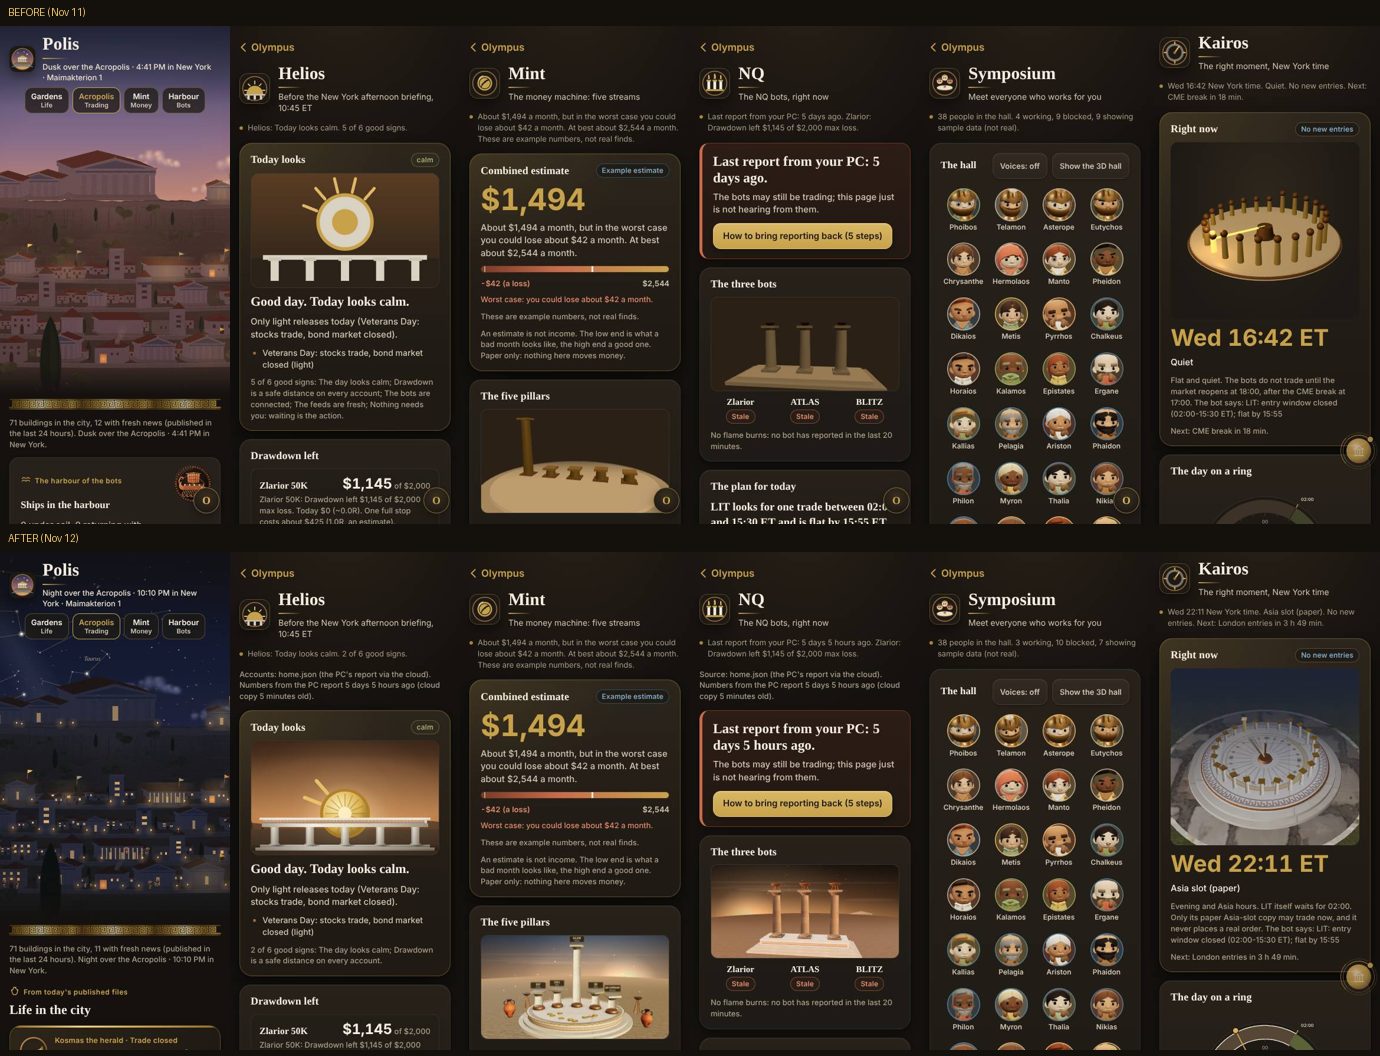 BEFORE (Nov 11)
Polis
Dusk over the Acropolis · 4:41 PM in New York
· Maimakterion 1
Gardens
Life
Acropolis
Trading
Mint
Money
Harbour
Bots
71 buildings in the city, 12 with fresh news (published in
the last 24 hours). Dusk over the Acropolis · 4:41 PM in
New York.
The harbour of the bots
Ships in the harbour
O
Olympus
Helios
Before the New York afternoon briefing,
10:45 ET
Helios: Today looks calm. 5 of 6 good signs.
Today looks
calm
Good day. Today looks calm.
Only light releases today (Veterans Day:
stocks trade, bond market closed).
Veterans Day: stocks trade, bond market
closed (light)
5 of 6 good signs: The day looks calm; Drawdown
is a safe distance on every account; The bots are
connected; The feeds are fresh; Nothing needs
you: waiting is the action.
Drawdown left
Zlarior 50K
$1,145 of $2,000
Zlarior 50K: Drawdown left $1,145 of $2,000
max loss. Today $0 (~0.0R). One full stop
costs about $425 (1.0R, an estimate).
O
Olympus
Mint
The money machine: five streams
About $1,494 a month, but in the worst case you could
lose about $42 a month. At best about $2,544 a month.
These are example numbers, not real finds.
Combined estimate
Example estimate
$1,494
About $1,494 a month, but in the worst case
you could lose about $42 a month. At best
about $2,544 a month.
-$42 (a loss)
$2,544
Worst case: you could lose about $42 a month.
These are example numbers, not real finds.
An estimate is not income. The low end is what a
bad month looks like, the high end a good one.
Paper only: nothing here moves money.
The five pillars
O
Olympus
NQ
The NQ bots, right now
Last report from your PC: 5 days ago. Zlarior:
Drawdown left $1,145 of $2,000 max loss.
Last report from your PC: 5
days ago.
The bots may still be trading; this page just
is not hearing from them.
How to bring reporting back (5 steps)
The three bots
Zlarior
ATLAS
BLITZ
Stale
Stale
Stale
No flame burns: no bot has reported in the last 20
minutes.
The plan for today
LIT looks for one trade between 02:0
and 15:30 ET and is flat by 15:55 ET
O
Olympus
Symposium
Meet everyone who works for you
38 people in the hall. 4 working, 9 blocked, 9 showing
sample data (not real).
The hall
Voices: off
Show the 3D hall
Phoibos
Telamon
Asterope
Eutychos
Chrysanthe
Hermolaos
Manto
Pheidon
Dikaios
Metis
Pyrrhos
Chalkeus
Horaios
Kalamos
Epistates
Ergane
Kallias
Pelagia
Ariston
Phaidon
Philon
Myron
Thalia
Nikia
O
Kairos
The right moment, New York time
Wed 16:42 New York time. Quiet. No new entries. Next:
CME break in 18 min.
Right now
No new entries
Wed 16:42 ET
Quiet
Flat and quiet. The bots do not trade until the
market reopens at 18:00, after the CME break at
17:00. The bot says: LIT: entry window closed
(02:00-15:30 ET); flat by 15:55
Next: CME break in 18 min.
The day on a ring
02:00
00
AFTER (Nov 12)
Polis
Night over the Acropolis · 10:10 PM in New
York · Maimakterion 1
Gardens
Life
Acropolis
Trading
Mint
Money
Harbour
Bots
Taurus
71 buildings in the city, 11 with fresh news (published in
the last 24 hours). Night over the Acropolis · 10:10 PM in
New York.
From today's published files
Life in the city
Kosmas the herald · Trade closed
Olympus
Helios
Before the New York afternoon briefing,
10:45 ET
Helios: Today looks calm. 2 of 6 good signs.
Accounts: home.json (the PC's report via the cloud).
Numbers from the PC report 5 days 5 hours ago (cloud
copy 5 minutes old).
Today looks
calm
Good day. Today looks calm.
Only light releases today (Veterans Day:
stocks trade, bond market closed).
Veterans Day: stocks trade, bond market
closed (light)
2 of 6 good signs: The day looks calm; Drawdown
is a safe distance on every account.
Drawdown left
Zlarior 50K
$1,145 of $2,000
Zlarior 50K: Drawdown left $1,145 of $2,000
Olympus
Mint
The money machine: five streams
About $1,494 a month, but in the worst case you could
lose about $42 a month. At best about $2,544 a month.
These are example numbers, not real finds.
Combined estimate
Example estimate
$1,494
About $1,494 a month, but in the worst case
you could lose about $42 a month. At best
about $2,544 a month.
-$42 (a loss)
$2,544
Worst case: you could lose about $42 a month.
These are example numbers, not real finds.
An estimate is not income. The low end is what a
bad month looks like, the high end a good one.
Paper only: nothing here moves money.
The five pillars
Olympus
NQ
The NQ bots, right now
Last report from your PC: 5 days 5 hours ago. Zlarior:
Drawdown left $1,145 of $2,000 max loss.
Source: home.json (the PC's report via the cloud).
Numbers from the PC report 5 days 5 hours ago (cloud
copy 5 minutes old).
Last report from your PC: 5
days 5 hours ago.
The bots may still be trading; this page just
is not hearing from them.
How to bring reporting back (5 steps)
The three bots
Zlarior
ATLAS
BLITZ
Stale
Stale
Stale
No flame burns: no bot has reported in the last 20
minutes.
Olympus
Symposium
Meet everyone who works for you
38 people in the hall. 3 working, 10 blocked, 7 showing
sample data (not real).
The hall
Voices: off
Show the 3D hall
Phoibos
Telamon
Asterope
Eutychos
Chrysanthe
Hermolaos
Manto
Pheidon
Dikaios
Metis
Pyrrhos
Chalkeus
Horaios
Kalamos
Epistates
Ergane
Kallias
Pelagia
Ariston
Phaidon
Philon
Myron
Thalia
Nikias
Kairos
The right moment, New York time
Wed 22:11 New York time. Asia slot (paper). No new
entries. Next: London entries in 3 h 49 min.
Right now
No new entries
Wed 22:11 ET
Asia slot (paper)
Evening and Asia hours. LIT itself waits for 02:00.
Only its paper Asia-slot copy may trade now, and it
never places a real order. The bot says: LIT: entry
window closed (02:00-15:30 ET); flat by 15:55
Next: London entries in 3 h 49 min.
The day on a ring
02:00
00